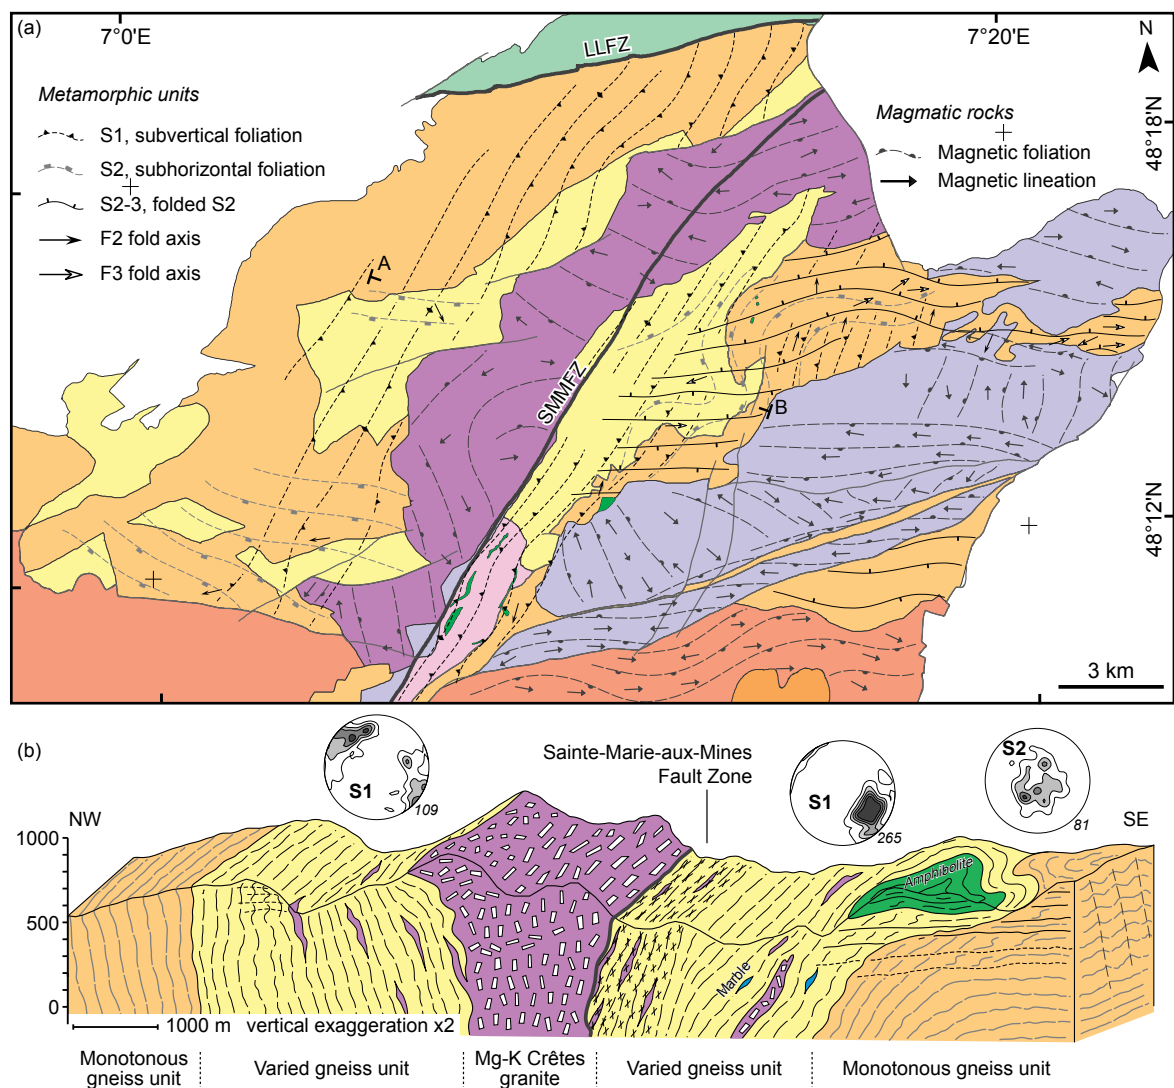 (a)
7°0'E
7°20'E
N
LLFZ
48°18'N
Metamorphic units
S1, subvertical foliation
S2, subhorizontal foliation
S2-3, folded S2
F2 fold axis
F3 fold axis
Magmatic rocks
Magnetic foliation
Magnetic lineation
A
SMMFZ
B
48°12'N
3 km
(b)
Sainte-Marie-aux-Mines
Fault Zone
S1
109
S1
265
S2
81
NW
SE
1000
500
0
Amphibolite
Marble
1000 m vertical exaggeration x2
Monotonous
gneiss unit
Varied gneiss unit
Mg-K Crêtes
granite
Varied gneiss unit
Monotonous gneiss unit